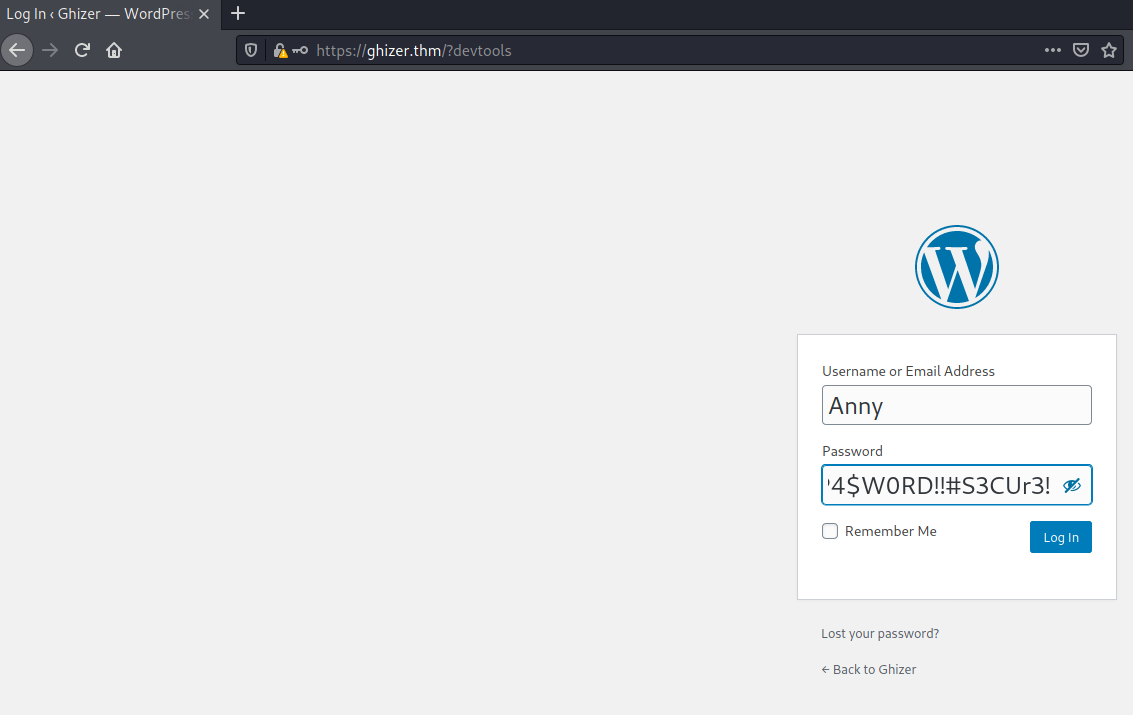 Log In ‹ Ghizer — WordPres
https://ghizer.thm/?devtools
Username or Email Address
Anny
Password
4$W0RD!!#S3CUr3!
Remember Me
Log In
Lost your password?
← Back to Ghizer